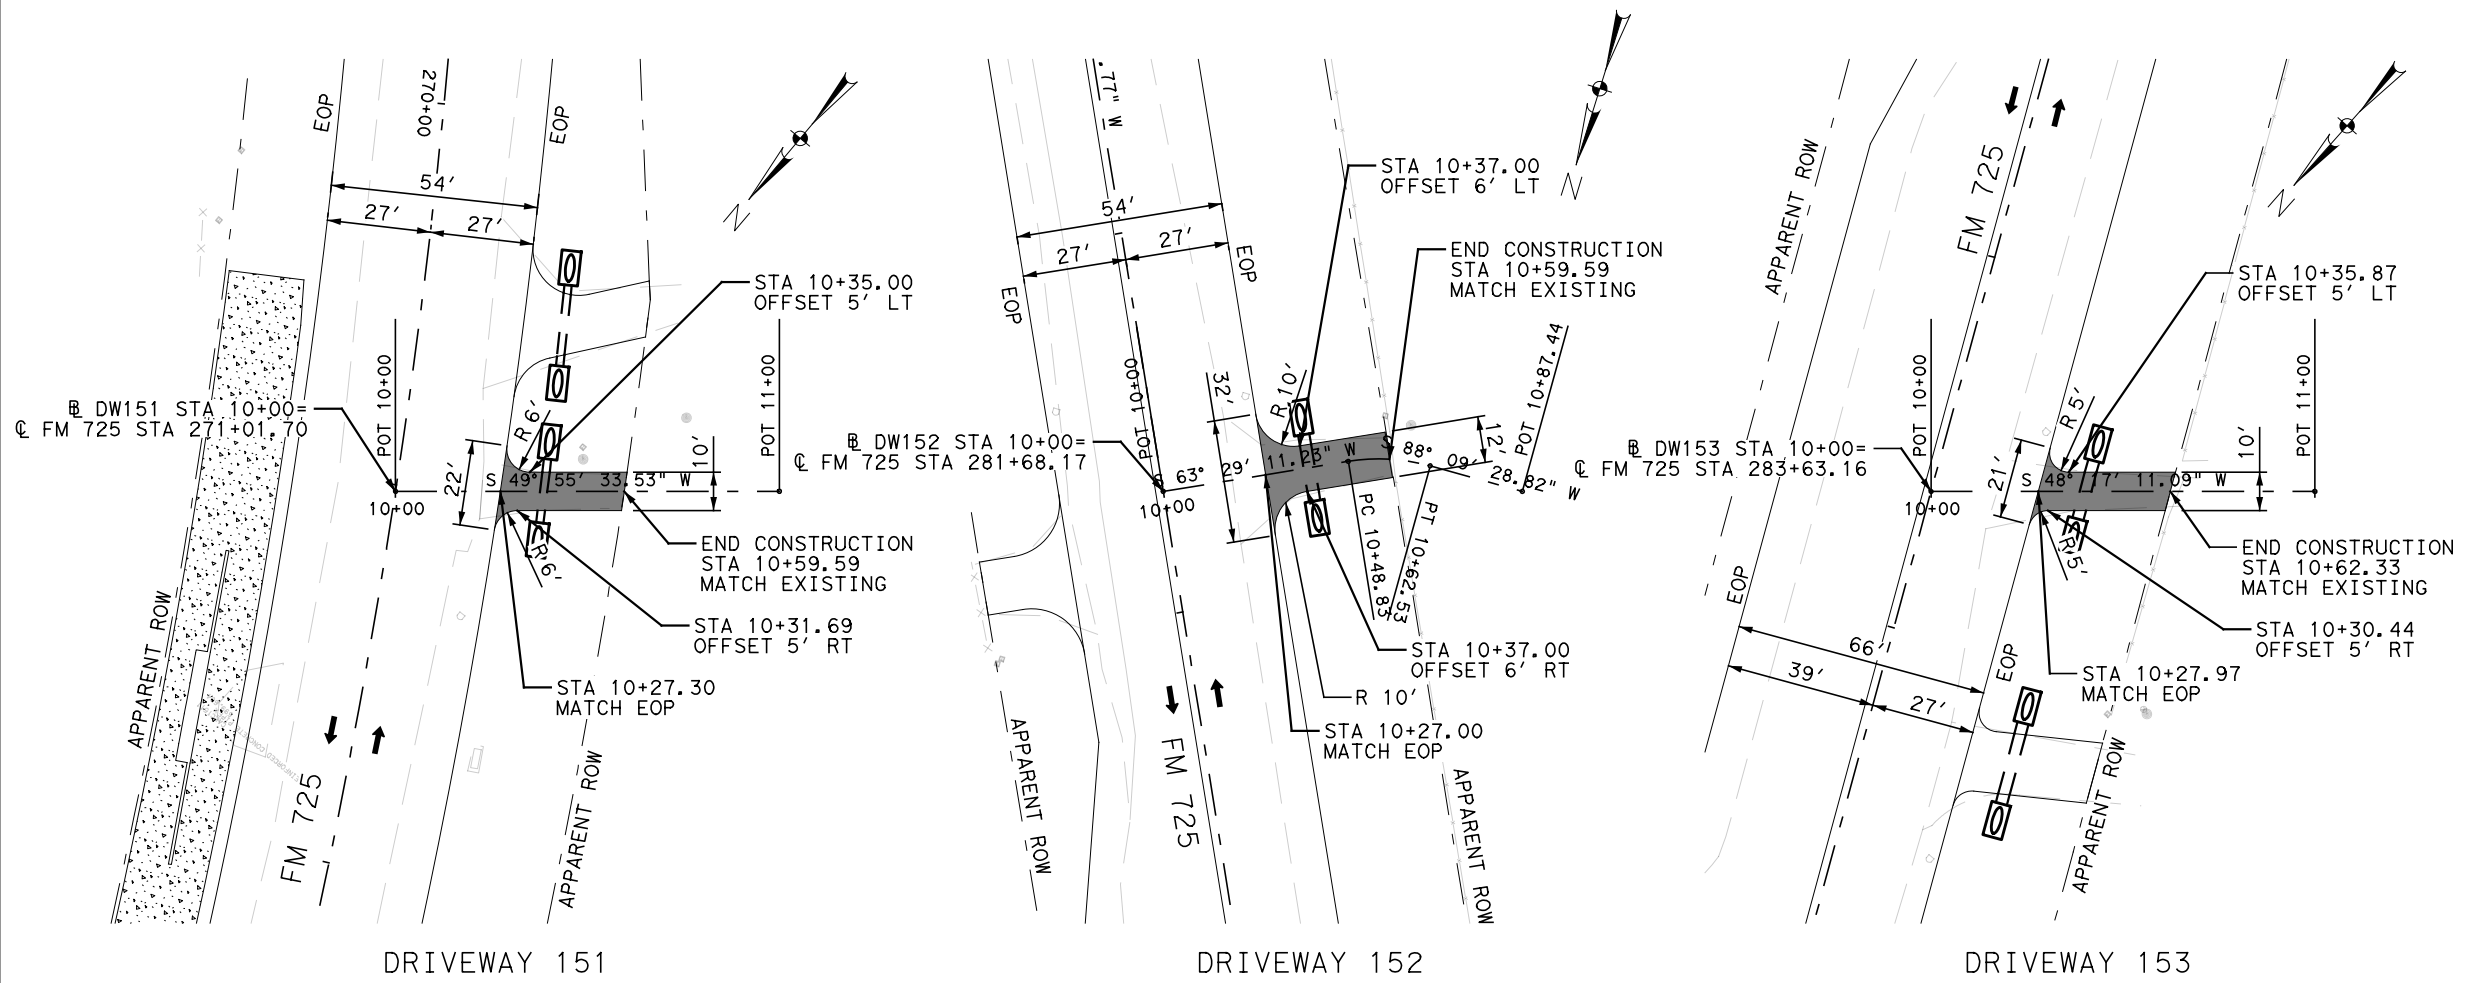 EOP
270+00
EOP
54'
27'
27'
N
STA 10+35.00
OFFSET 5' LT
POT 10+00
POT 11+00
℄ DW151 STA 10+00=
℄ FM 725 STA 271+01.70
R 6'
22'
10'
S 49° 55' 33.53" W
10+00
R 6'
END CONSTRUCTION
STA 10+59.59
MATCH EXISTING
STA 10+31.69
OFFSET 5' RT
STA 10+27.30
MATCH EOP
APPARENT ROW
FM 725
APPARENT ROW
DRIVEWAY 151
.77" W
STA 10+37.00
OFFSET 6' LT
N
54'
27'
27'
EOP
EOP
END CONSTRUCTION
STA 10+59.59
MATCH EXISTING
POT 10+00
32'
R 10'
12'
POT 10+87.44
℄ DW152 STA 10+00=
℄ FM 725 STA 281+68.17
S 63° 29' 11.23" W
S 88° 09' 28.82" W
10+00
PC 10+48.83
PT 10+62.53
STA 10+37.00
OFFSET 6' RT
R 10'
STA 10+27.00
MATCH EOP
FM 725
APPARENT ROW
APPARENT ROW
DRIVEWAY 152
APPARENT ROW
FM 725
N
STA 10+35.87
OFFSET 5' LT
POT 10+00
POT 11+00
℄ DW153 STA 10+00=
℄ FM 725 STA 283+63.16
R 5'
21'
10'
S 48° 17' 11.09" W
10+00
R 5'
END CONSTRUCTION
STA 10+62.33
MATCH EXISTING
STA 10+30.44
OFFSET 5' RT
STA 10+27.97
MATCH EOP
EOP
EOP
66'
39'
27'
APPARENT ROW
DRIVEWAY 153